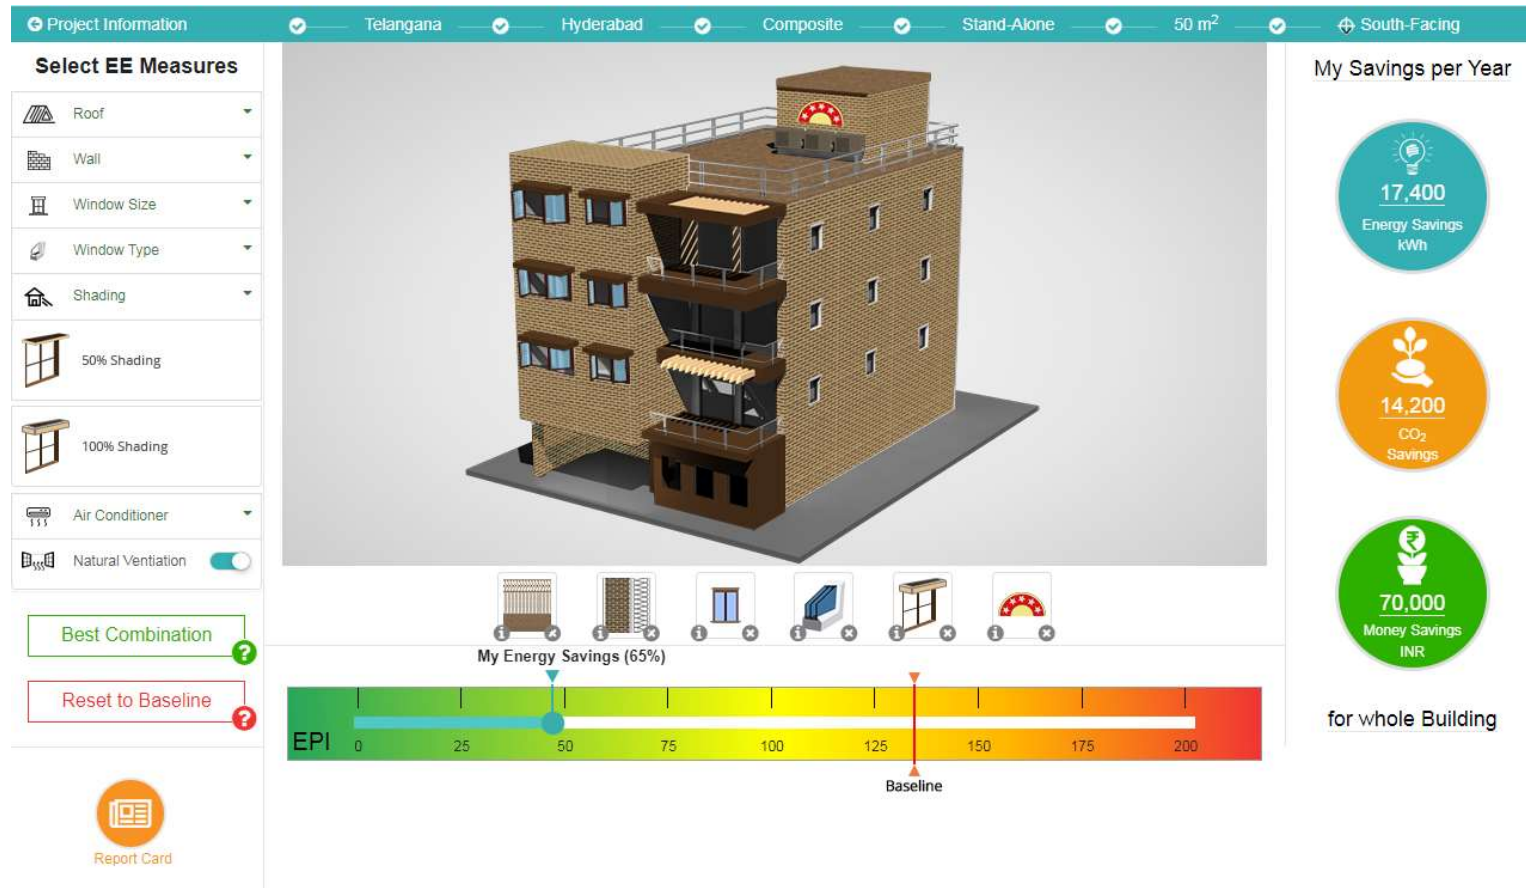 Project Information
Telangana
Hyderabad
Composite
Stand-Alone
50 m²
South-Facing
Select EE Measures
Roof
Wall
Window Size
Window Type
Shading
50% Shading
100% Shading
Air Conditioner
Natural Ventiation
Best Combination
?
Reset to Baseline
?
Report Card
My Energy Savings (65%)
EPI 0 25 50 75 100 125 150 175 200
Baseline
My Savings per Year
17,400
Energy Savings
kWh
14,200
CO₂
Savings
₹
70,000
Money Savings
INR
for whole Building